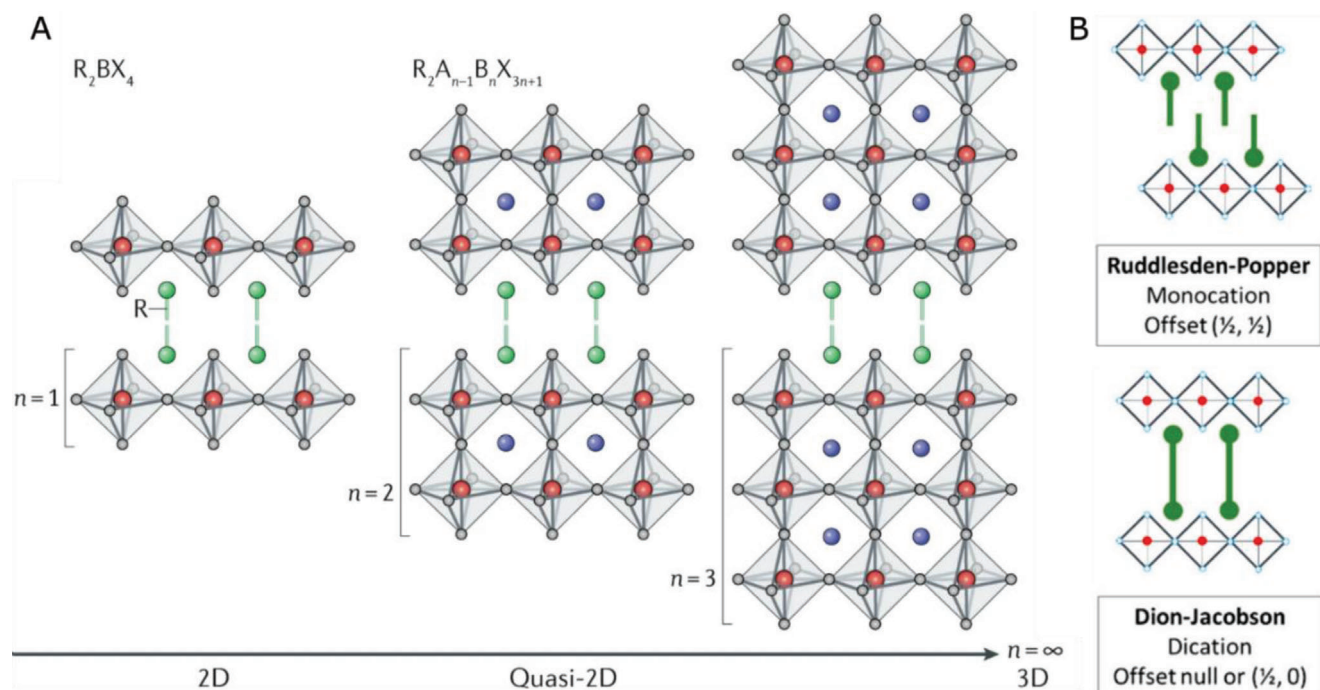 A
R₂BX₄
R₂Aₙ₋₁BₙX₃ₙ₊₁
R
n = 1
n = 2
n = 3
n = ∞
2D
Quasi-2D
3D
B
Ruddlesden-Popper
Monocation
Offset (½, ½)
Dion-Jacobson
Dication
Offset null or (½, 0)